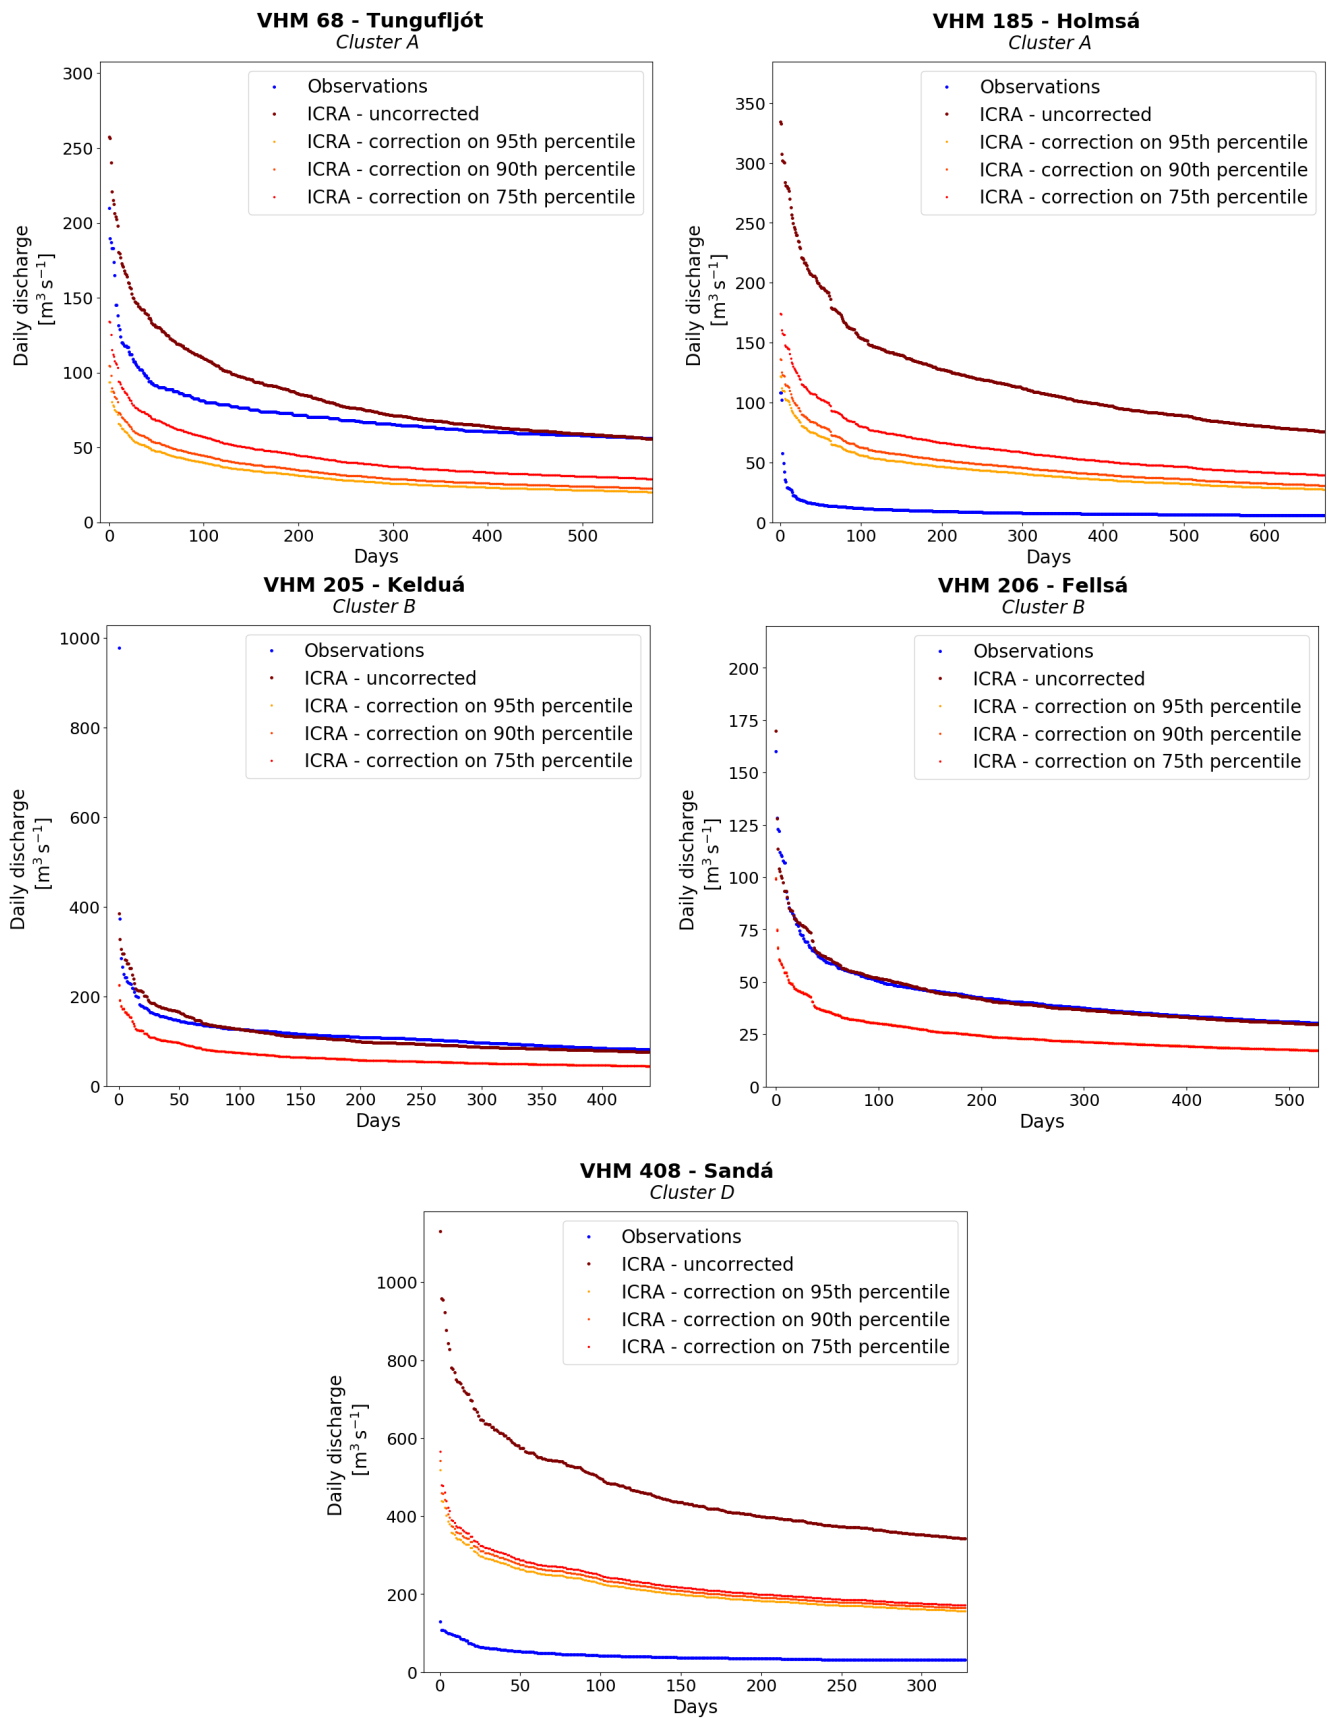 VHM 68 - Tungufljót
Cluster A
Daily discharge
[m³ s⁻¹]
300
250
200
150
100
50
0
Observations
ICRA - uncorrected
ICRA - correction on 95th percentile
ICRA - correction on 90th percentile
ICRA - correction on 75th percentile
0 100 200 300 400 500
Days
VHM 185 - Holmsá
Cluster A
Daily discharge
[m³ s⁻¹]
350
300
250
200
150
100
50
0
Observations
ICRA - uncorrected
ICRA - correction on 95th percentile
ICRA - correction on 90th percentile
ICRA - correction on 75th percentile
0 100 200 300 400 500 600
Days
VHM 205 - Kelduá
Cluster B
Daily discharge
[m³ s⁻¹]
1000
800
600
400
200
0
Observations
ICRA - uncorrected
ICRA - correction on 95th percentile
ICRA - correction on 90th percentile
ICRA - correction on 75th percentile
0 50 100 150 200 250 300 350 400
Days
VHM 206 - Fellsá
Cluster B
Daily discharge
[m³ s⁻¹]
200
175
150
125
100
75
50
25
0
Observations
ICRA - uncorrected
ICRA - correction on 95th percentile
ICRA - correction on 90th percentile
ICRA - correction on 75th percentile
0 100 200 300 400 500
Days
VHM 408 - Sandá
Cluster D
Daily discharge
[m³ s⁻¹]
1000
800
600
400
200
0
Observations
ICRA - uncorrected
ICRA - correction on 95th percentile
ICRA - correction on 90th percentile
ICRA - correction on 75th percentile
0 50 100 150 200 250 300
Days